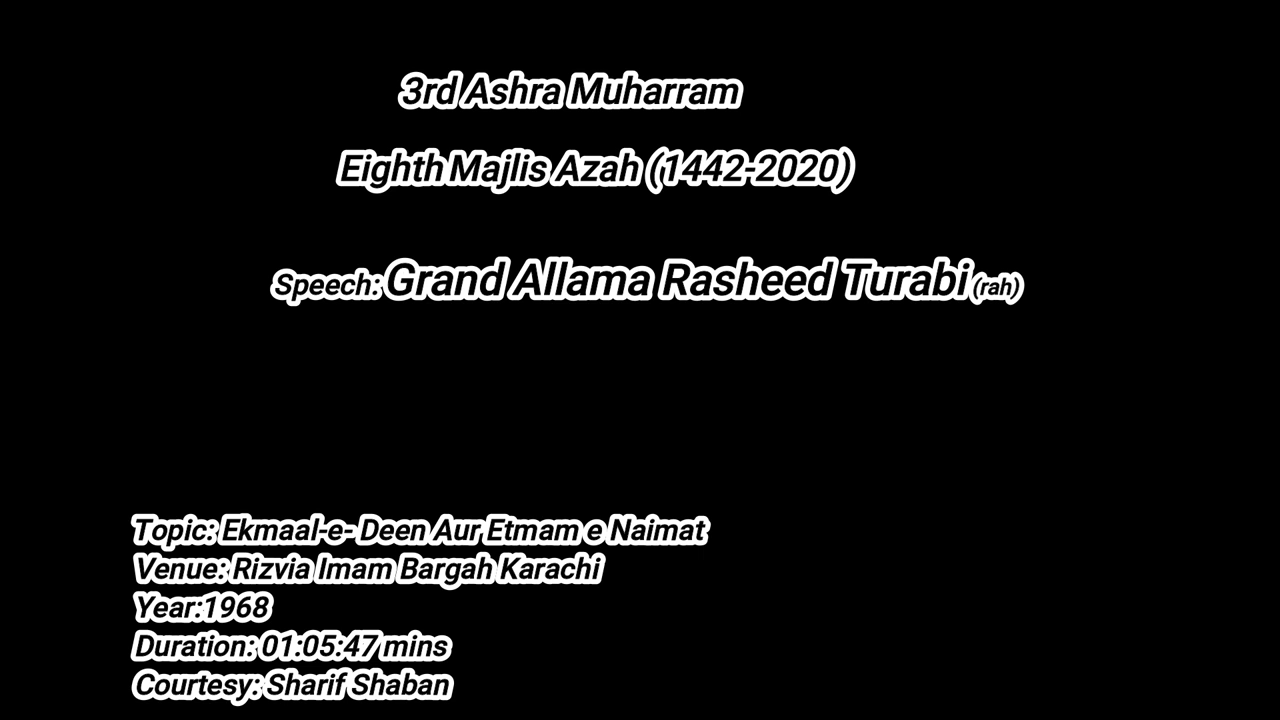 3rd Ashra Muharram
Eighth Majlis Azah (1442-2020)
Speech: Grand Allama Rasheed Turabi (rah)
Topic: Ekmaal-e- Deen Aur Etmam e Naimat
Venue: Rizvia Imam Bargah Karachi
Year:1968
Duration: 01:05:47 mins
Courtesy: Sharif Shaban